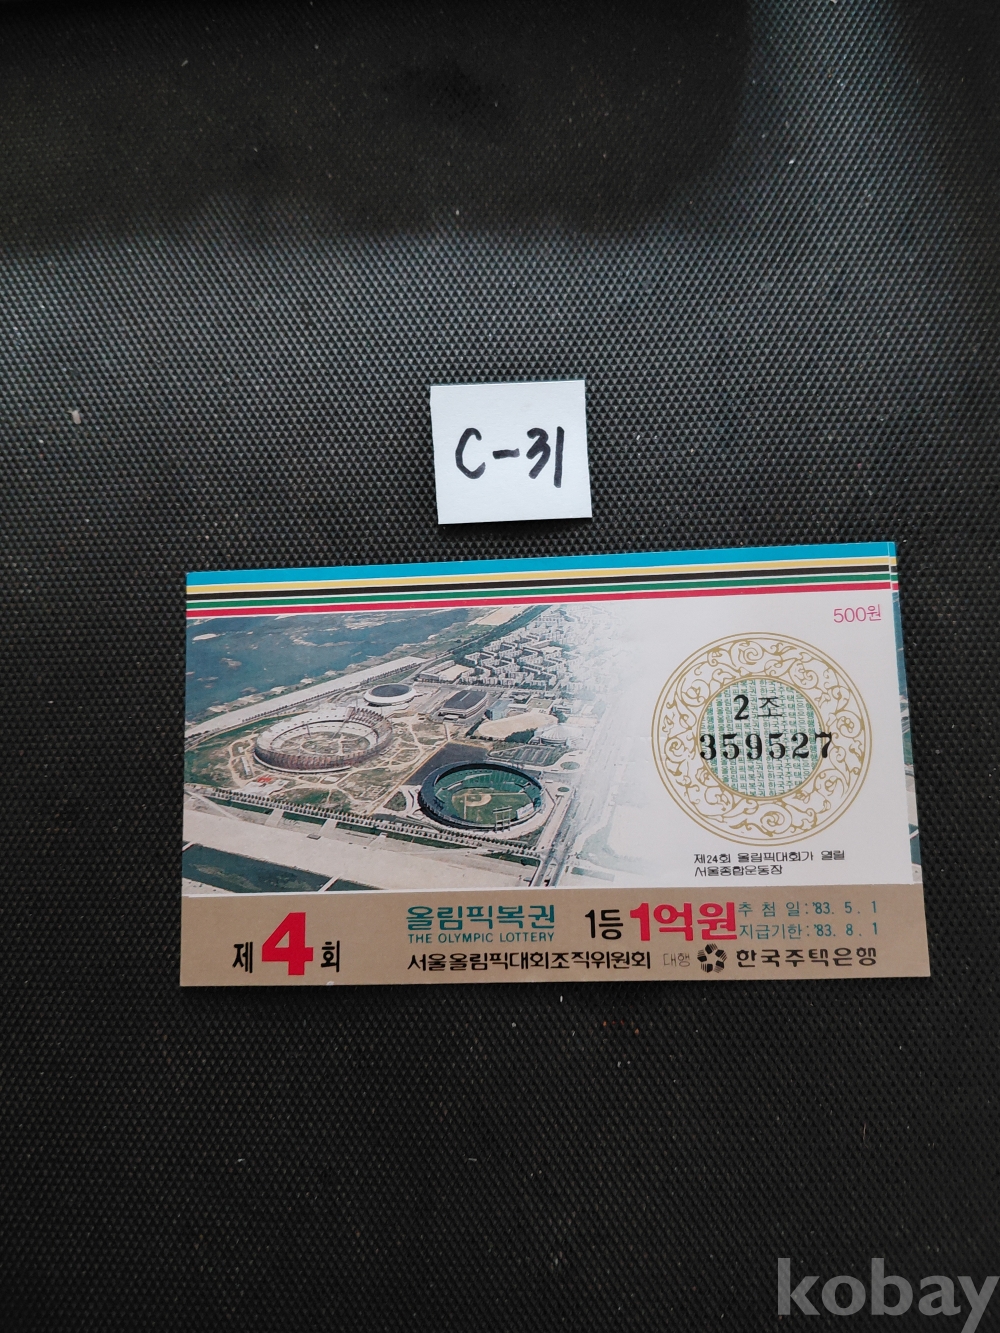 C-31
500원
2조
359527
제24회 올림픽대회가 열릴
서울종합운동장
제4회
올림픽복권
THE OLYMPIC LOTTERY
1등 1억원
추첨일:'83. 5. 1
지급기한:'83. 8. 1
서울올림픽대회조직위원회 대행 한국주택은행
kobay